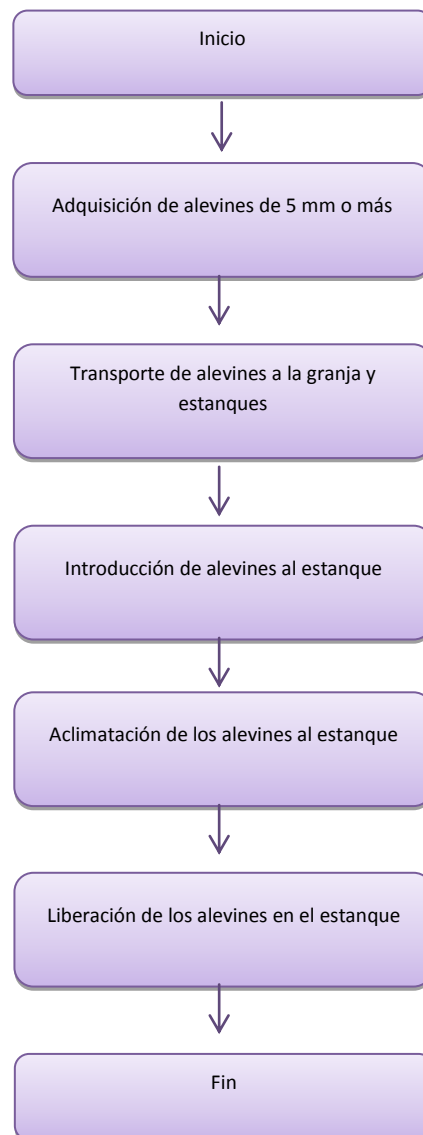 Inicio
Adquisición de alevines de 5 mm o más
Transporte de alevines a la granja y
estanques
Introducción de alevines al estanque
Aclimatación de los alevines al estanque
Liberación de los alevines en el estanque
Fin